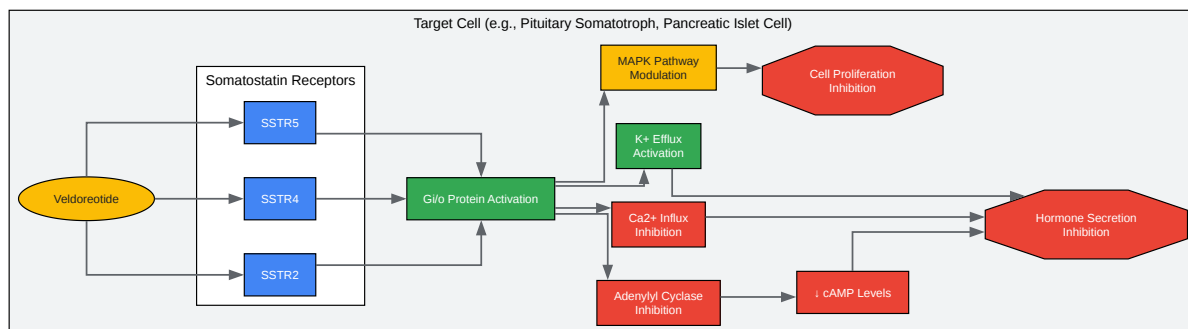 Target Cell (e.g., Pituitary Somatotroph, Pancreatic Islet Cell)
Somatostatin Receptors
Veldoreotide
SSTR5
SSTR4
SSTR2
Gi/o Protein Activation
MAPK Pathway
Modulation
Cell Proliferation
Inhibition
K+ Efflux
Activation
Ca2+ Influx
Inhibition
Hormone Secretion
Inhibition
Adenylyl Cyclase
Inhibition
↓ cAMP Levels